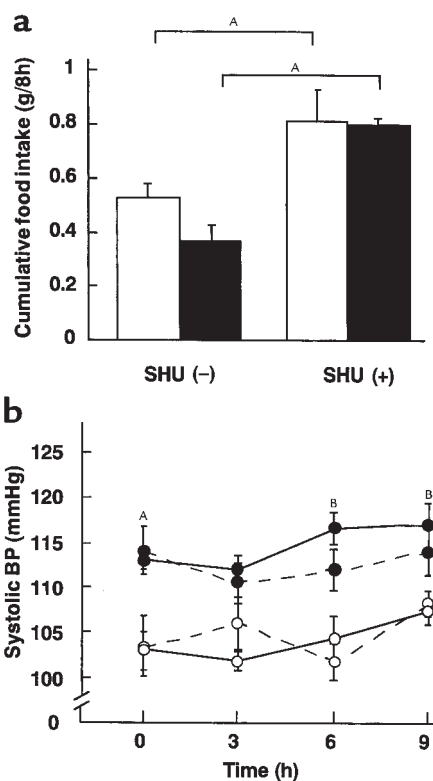 a
A
A
Cumulative food intake (g/8h)
1
0.8
0.6
0.4
0.2
0
SHU (–)
SHU (+)
b
Systolic BP (mmHg)
125
120
115
110
105
100
0
A
B
B
0
3
6
9
Time (h)